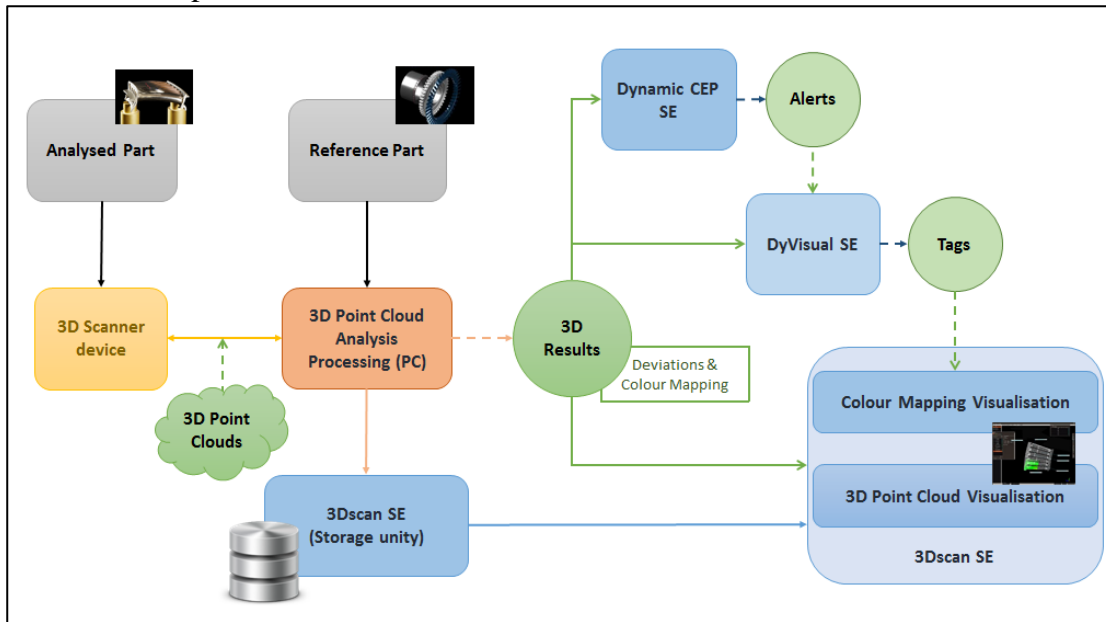 Dynamic CEP
SE
Alerts
Analysed Part
Reference Part
DyVisual SE
Tags
3D Scanner
device
3D Point Cloud
Analysis
Processing (PC)
3D
Results
Deviations &
Colour Mapping
3D Point
Clouds
Colour Mapping Visualisation
3D Point Cloud Visualisation
3Dscan SE
(Storage unity)
3Dscan SE